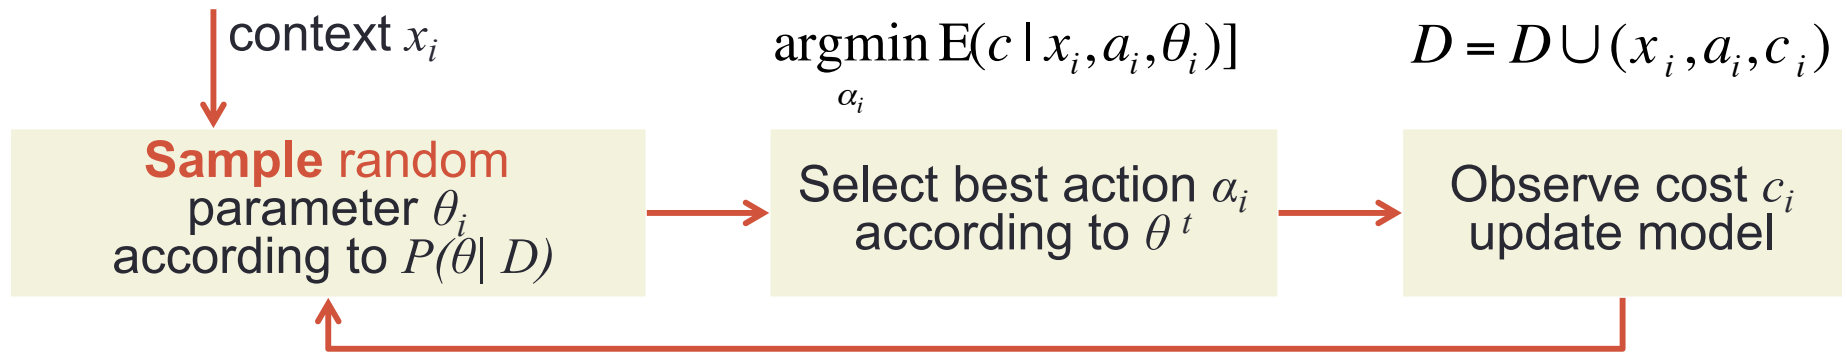 context xᵢ
argmin E(c | xᵢ, aᵢ, θᵢ)]
αᵢ
D = D ∪ (xᵢ, aᵢ, cᵢ)
Sample random
parameter θᵢ
according to P(θ| D)
Select best action αᵢ
according to θ ᵗ
Observe cost cᵢ
update model